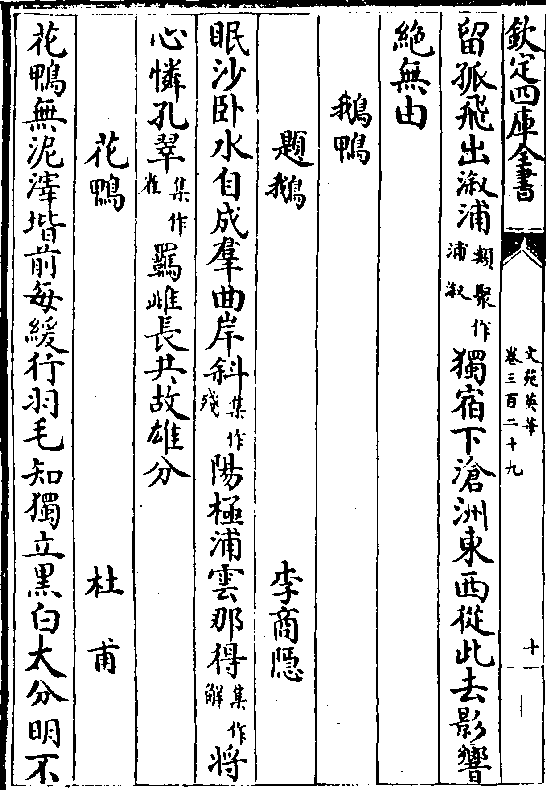 欽定四庫全書
文苑英華
卷三百二十九
十
留孤飛出溆浦類聚作浦溆獨宿下滄洲東西從此去影響
絶無由
鵝鴨
題鵝 李商隱
眠沙卧水自成羣曲岸斜集作殘陽極浦雲那得集作解將
心憐孔翠集作雀羈雌長共故雄分
花鴨 杜甫
花鴨無泥滓堦前每緩行羽毛知獨立黒白太分明不